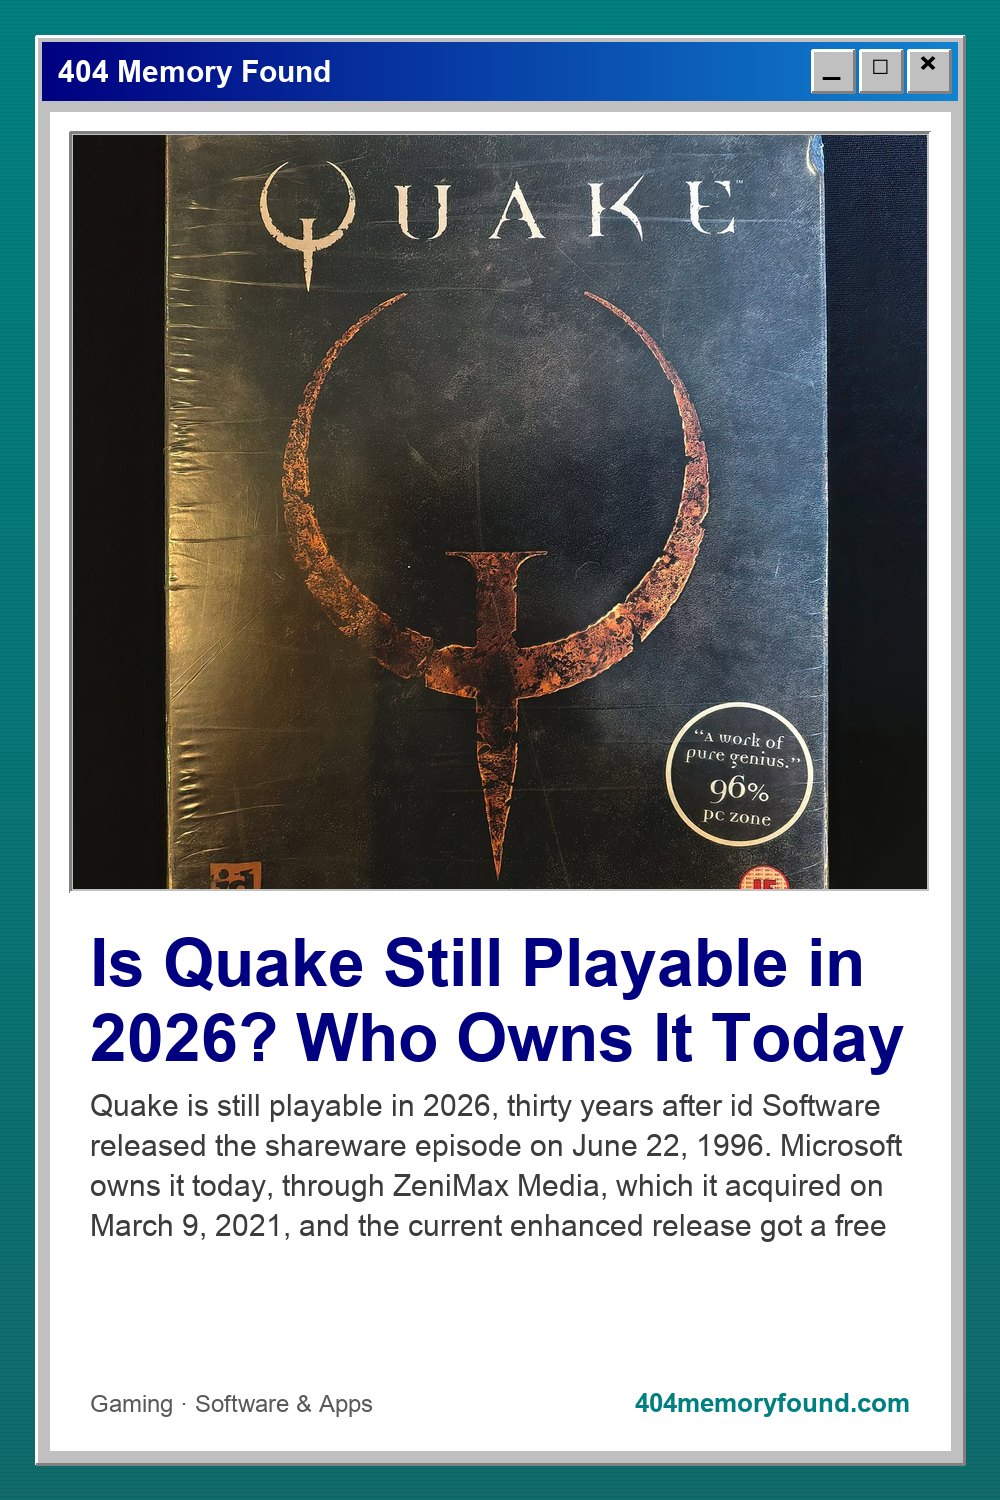 404 Memory Found
QUAKE
"A work of
pure genius."
96%
pc zone
id
Is Quake Still Playable in
2026? Who Owns It Today
Quake is still playable in 2026, thirty years after id Software
released the shareware episode on June 22, 1996. Microsoft
owns it today, through ZeniMax Media, which it acquired on
March 9, 2021, and the current enhanced release got a free
Gaming · Software & Apps
404memoryfound.com